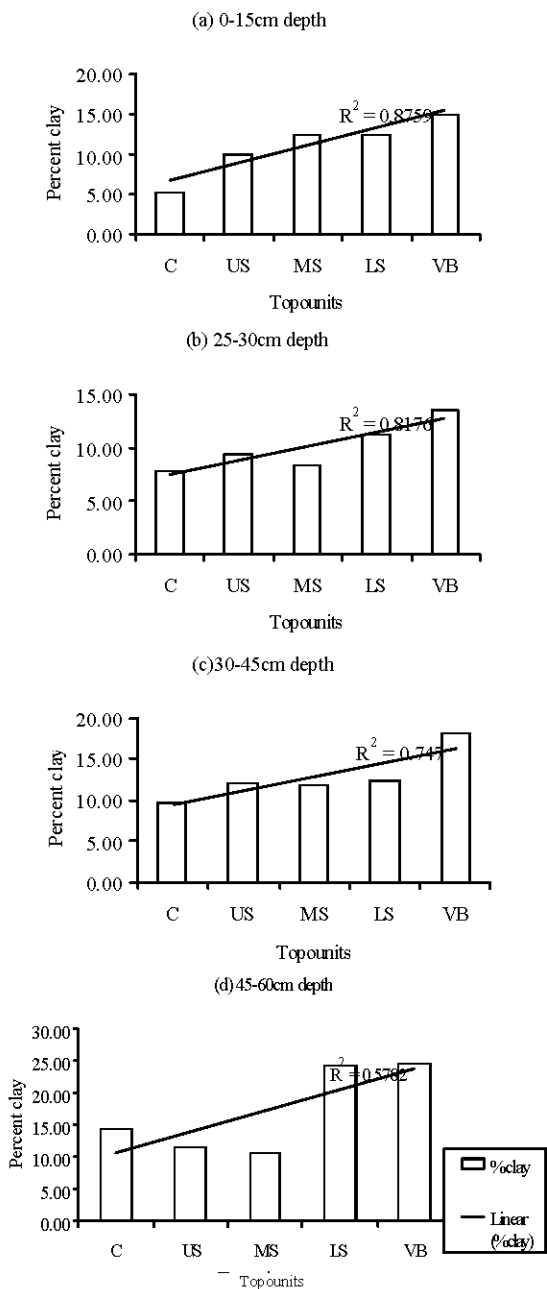 (a) 0-15cm depth
Percent clay
20.00
15.00
10.00
5.00
0.00
R² = 0.8759
C US MS LS VB
Topounits
(b) 25-30cm depth
Percent clay
15.00
10.00
5.00
0.00
R² = 0.8176
C US MS LS VB
Topounits
(c)30-45cm depth
Percent clay
20.00
15.00
10.00
5.00
0.00
R² = 0.747
C US MS LS VB
Topounits
(d) 45-60cm depth
Percent clay
30.00
25.00
20.00
15.00
10.00
5.00
0.00
R² = 0.5782
C US MS LS VB
Topounits
%clay
Linear
(%clay)